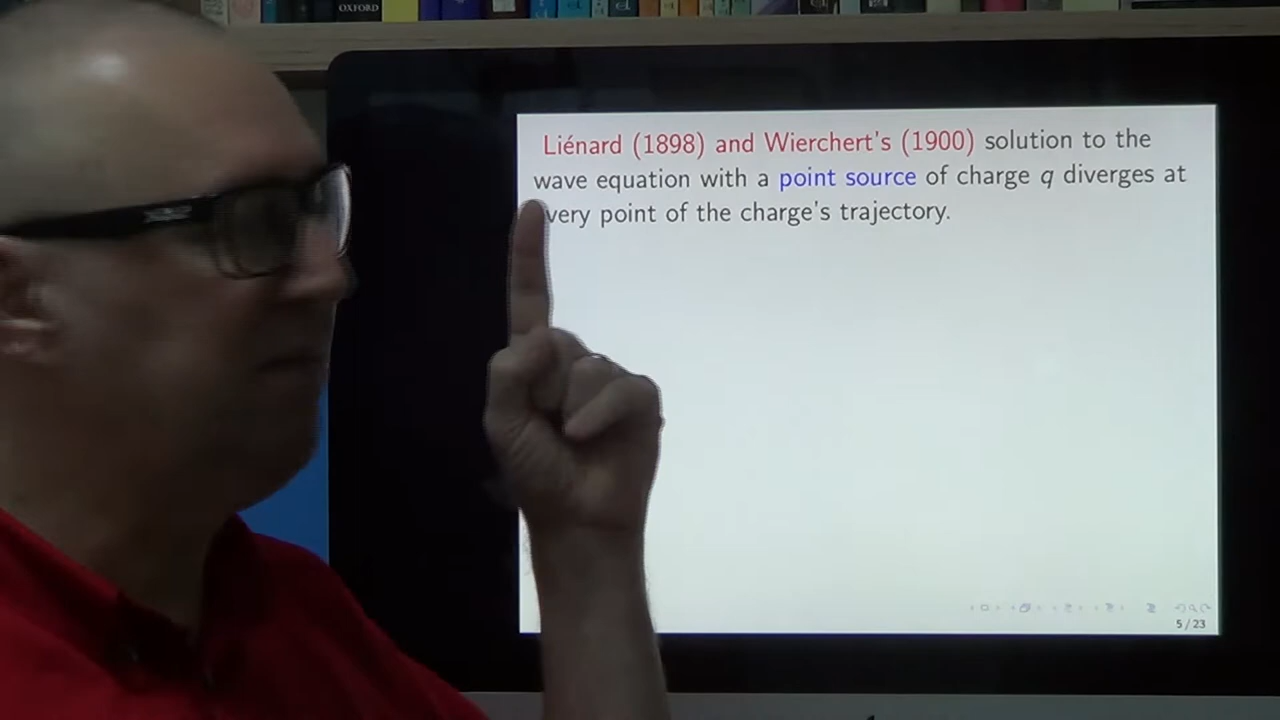 OXFORD
Liénard (1898) and Wierchert's (1900) solution to the
wave equation with a point source of charge q diverges at
very point of the charge's trajectory.
5 / 23